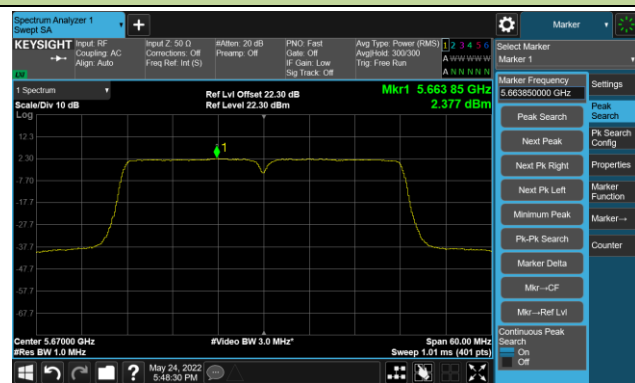 Spectrum Analyzer 1
Swept SA
+
Marker
KEYSIGHT
Input: RF
Coupling: AC
Align: Auto
Input Z: 50 Ω
Corrections: Off
Freq Ref: Int (S)
#Atten: 20 dB
Preamp: Off
PNO: Fast
Gate: Off
IF Gain: Low
Sig Track: Off
Avg Type: Power (RMS)
Avg|Hold: 300/300
Trig: Free Run
1 2 3 4 5 6
A W W W W W
A N N N N N
LXI
Select Marker
Marker 1
1 Spectrum
Scale/Div 10 dB
Log
Ref Lvl Offset 22.30 dB
Ref Level 22.30 dBm
Mkr1 5.663 85 GHz
2.377 dBm
12.3
2.30
-7.70
-17.7
-27.7
-37.7
-47.7
-57.7
-67.7
1
Center 5.67000 GHz
#Res BW 1.0 MHz
#Video BW 3.0 MHz*
Span 60.00 MHz
Sweep 1.01 ms (401 pts)
Marker Frequency
5.663850000 GHz
Peak Search
Next Peak
Next Pk Right
Next Pk Left
Minimum Peak
Pk-Pk Search
Marker Delta
Mkr→CF
Mkr→Ref Lvl
Continuous Peak
Search
On
Off
Settings
Peak
Search
Pk Search
Config
Properties
Marker
Function
Marker→
Counter
?
May 24, 2022
5:48:30 PM